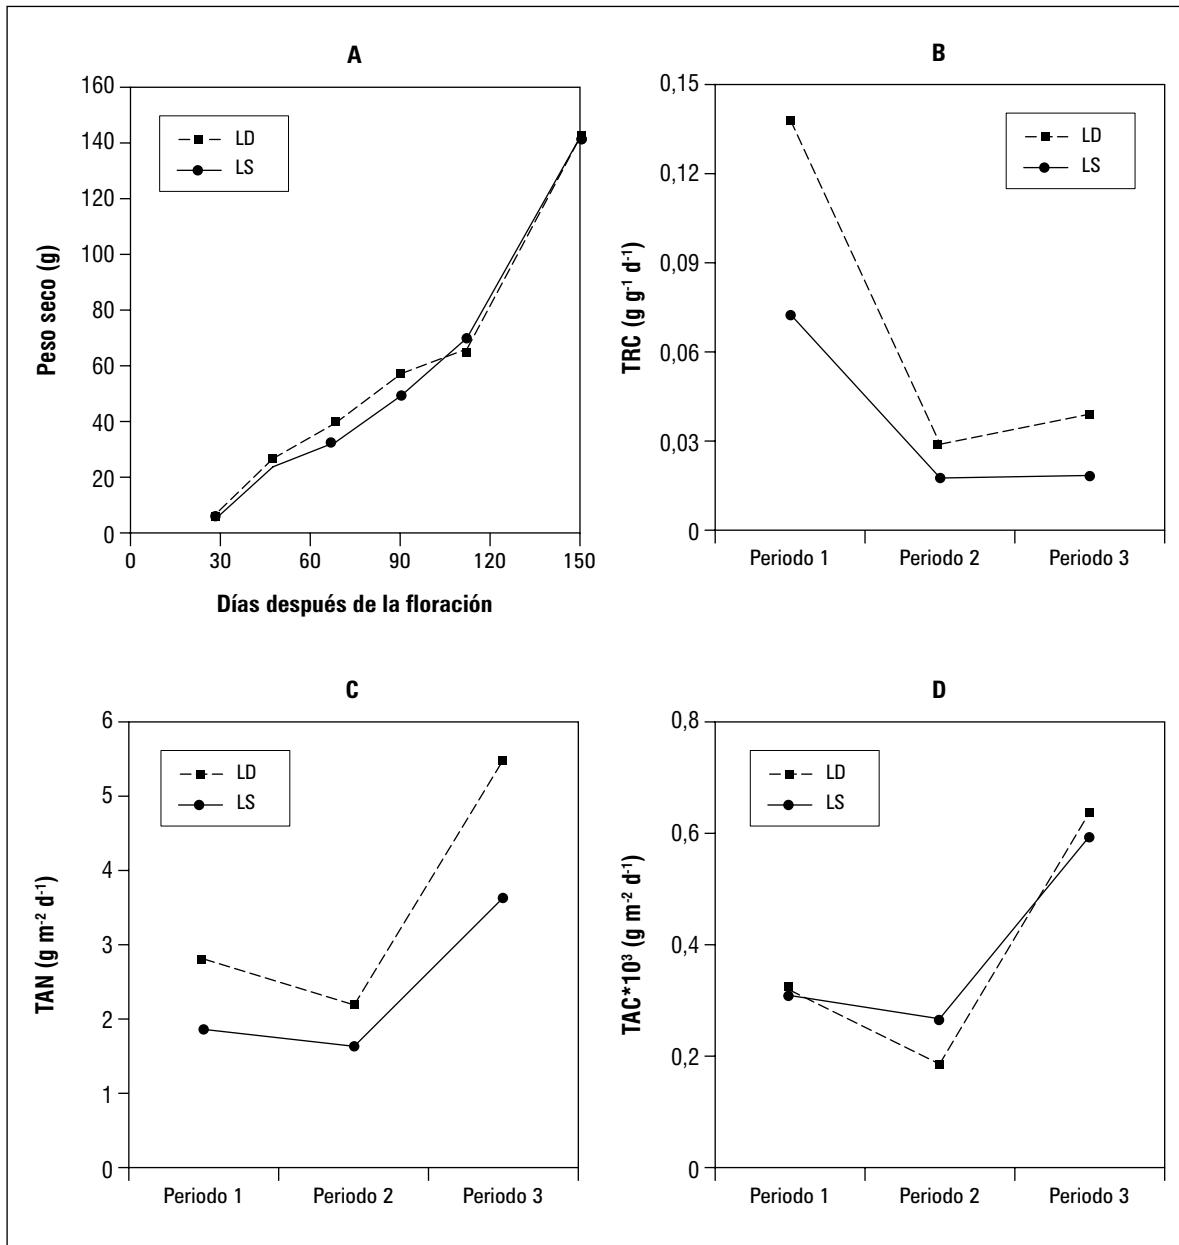 A
Peso seco (g)
160
140
120
100
80
60
40
20
0
LD
LS
0 30 60 90 120 150
Días después de la floración
B
TRC (g g⁻¹ d⁻¹)
0,15
0,12
0,09
0,06
0,03
0
LD
LS
Periodo 1 Periodo 2 Periodo 3
C
TAN (g m⁻² d⁻¹)
6
5
4
3
2
1
0
LD
LS
Periodo 1 Periodo 2 Periodo 3
D
TAC*10³ (g m⁻² d⁻¹)
0,8
0,6
0,4
0,2
0
LD
LS
Periodo 1 Periodo 2 Periodo 3